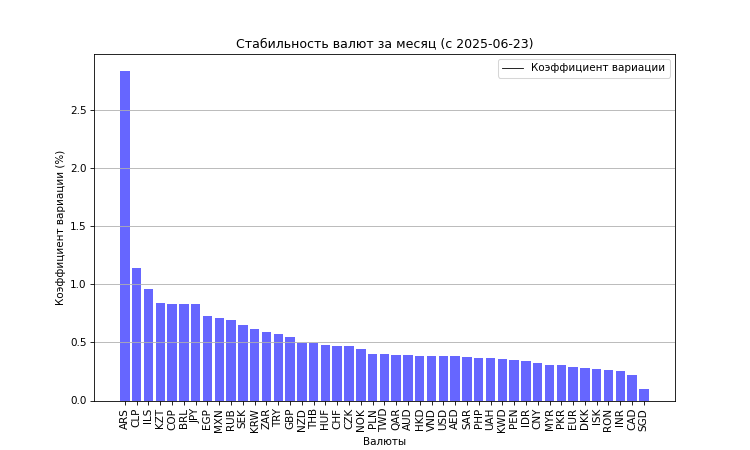 Стабильность валют за месяц (с 2025-06-23)
Коэффициент вариации
Коэффициент вариации (%)
2.5
2.0
1.5
1.0
0.5
0.0
ARS CLP ILS KZT COP BRL JPY EGP MXN RUB SEK KRW ZAR TRY GBP NZD THB HUF CHF CZK NOK PLN TWD QAR AUD HKD VND USD AED SAR PHP UAH KWD PEN IDR CNY MYR PKR EUR DKK ISK RON INR CAD SGD
Валюты